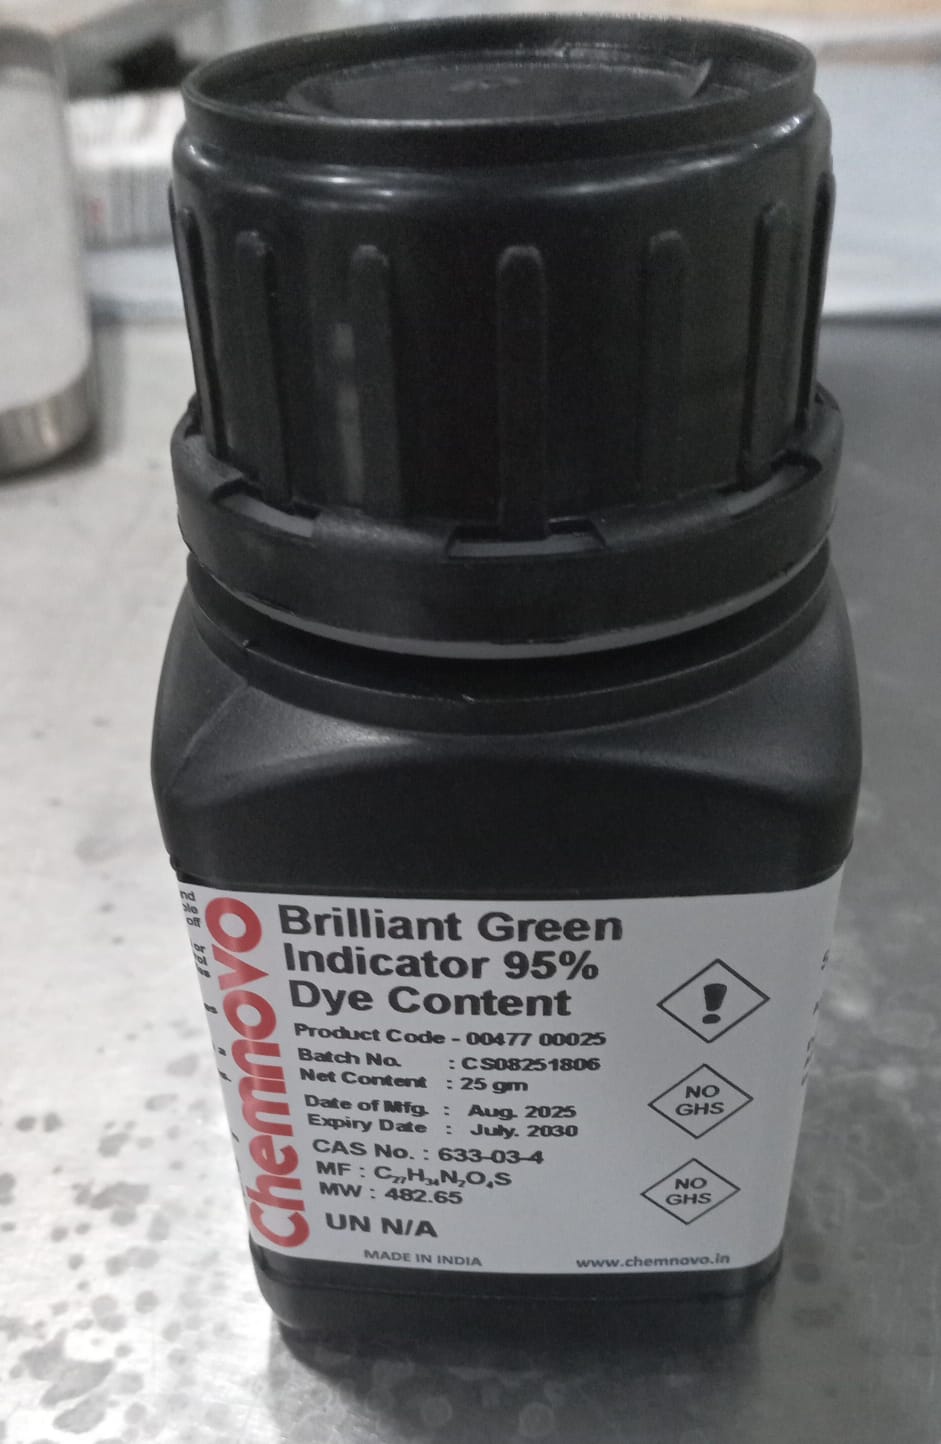 Chemnovo
Brilliant Green
Indicator 95%
Dye Content
Product Code - 00477 00025
Batch No. : CS08251806
Net Content : 25 gm
Date of Mfg. : Aug. 2025
Expiry Date : July. 2030
CAS No. : 633-03-4
MF : C₂₇H₃₄N₂O₄S
MW : 482.65
UN N/A
MADE IN INDIA
www.chemnovo.in
NO
GHS
NO
GHS